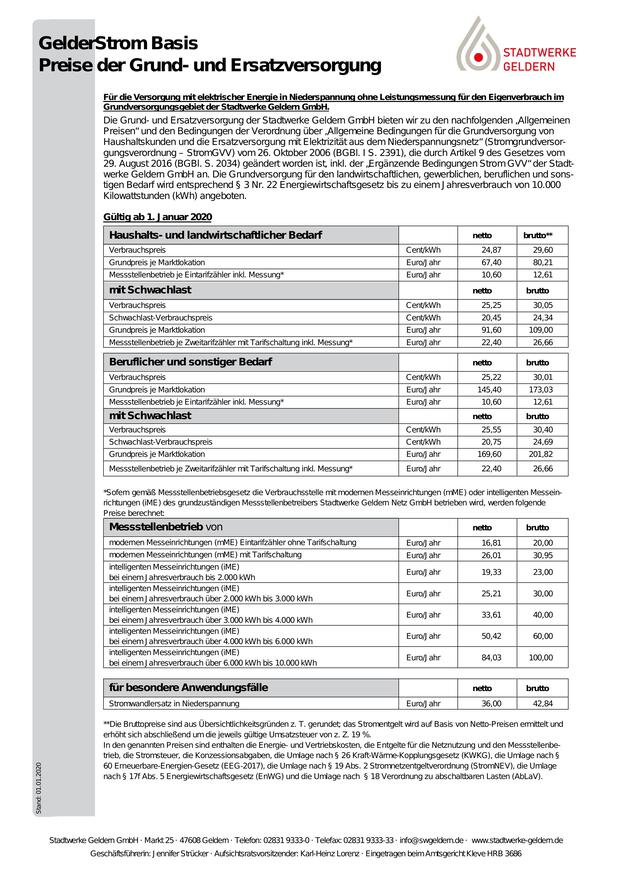 GelderStrom Basis
Preise der Grund- und Ersatzversorgung
STADTWERKE
GELDERN
Für die Versorgung mit elektrischer Energie in Niederspannung ohne Leistungsmessung für den Eigenverbrauch im
Grundversorgungsgebiet der Stadtwerke Geldern GmbH.
Die Grund- und Ersatzversorgung der Stadtwerke Geldern GmbH bieten wir zu den nachfolgenden „Allgemeinen
Preisen“ und den Bedingungen der Verordnung über „Allgemeine Bedingungen für die Grundversorgung von
Haushaltskunden und die Ersatzversorgung mit Elektrizität aus dem Niederspannungsnetz“ (Stromgrundversor-
gungsverordnung – StromGVV) vom 26. Oktober 2006 (BGBl. I S. 2391), die durch Artikel 9 des Gesetzes vom
29. August 2016 (BGBl. S. 2034) geändert worden ist, inkl. der „Ergänzende Bedingungen Strom GVV“ der Stadt-
werke Geldern GmbH an. Die Grundversorgung für den landwirtschaftlichen, gewerblichen, beruflichen und sons-
tigen Bedarf wird entsprechend § 3 Nr. 22 Energiewirtschaftsgesetz bis zu einem Jahresverbrauch von 10.000
Kilowattstunden (kWh) angeboten.
Gültig ab 1. Januar 2020
Haushalts- und landwirtschaftlicher Bedarf netto brutto**
Verbrauchspreis Cent/kWh 24,87 29,60
Grundpreis je Marktlokation Euro/Jahr 67,40 80,21
Messstellenbetrieb je Eintarifzähler inkl. Messung* Euro/Jahr 10,60 12,61
mit Schwachlast netto brutto
Verbrauchspreis Cent/kWh 25,25 30,05
Schwachlast-Verbrauchspreis Cent/kWh 20,45 24,34
Grundpreis je Marktlokation Euro/Jahr 91,60 109,00
Messstellenbetrieb je Zweitarifzähler mit Tarifschaltung inkl. Messung* Euro/Jahr 22,40 26,66
Beruflicher und sonstiger Bedarf netto brutto
Verbrauchspreis Cent/kWh 25,22 30,01
Grundpreis je Marktlokation Euro/Jahr 145,40 173,03
Messstellenbetrieb je Eintarifzähler inkl. Messung* Euro/Jahr 10,60 12,61
mit Schwachlast netto brutto
Verbrauchspreis Cent/kWh 25,55 30,40
Schwachlast-Verbrauchspreis Cent/kWh 20,75 24,69
Grundpreis je Marktlokation Euro/Jahr 169,60 201,82
Messstellenbetrieb je Zweitarifzähler mit Tarifschaltung inkl. Messung* Euro/Jahr 22,40 26,66
*Sofern gemäß Messstellenbetriebsgesetz die Verbrauchsstelle mit modernen Messeinrichtungen (mME) oder intelligenten Messein-
richtungen (iME) des grundzuständigen Messstellenbetreibers Stadtwerke Geldern Netz GmbH betrieben wird, werden folgende
Preise berechnet:
Messstellenbetrieb von netto brutto
modernen Messeinrichtungen (mME) Eintarifzähler ohne Tarifschaltung Euro/Jahr 16,81 20,00
modernen Messeinrichtungen (mME) mit Tarifschaltung Euro/Jahr 26,01 30,95
intelligenten Messeinrichtungen (iME)
bei einem Jahresverbrauch bis 2.000 kWh Euro/Jahr 19,33 23,00
intelligenten Messeinrichtungen (iME)
bei einem Jahresverbrauch über 2.000 kWh bis 3.000 kWh Euro/Jahr 25,21 30,00
intelligenten Messeinrichtungen (iME)
bei einem Jahresverbrauch über 3.000 kWh bis 4.000 kWh Euro/Jahr 33,61 40,00
intelligenten Messeinrichtungen (iME)
bei einem Jahresverbrauch über 4.000 kWh bis 6.000 kWh Euro/Jahr 50,42 60,00
intelligenten Messeinrichtungen (iME)
bei einem Jahresverbrauch über 6.000 kWh bis 10.000 kWh Euro/Jahr 84,03 100,00
für besondere Anwendungsfälle netto brutto
Stromwandlersatz in Niederspannung Euro/Jahr 36,00 42,84
**Die Bruttopreise sind aus Übersichtlichkeitsgründen z. T. gerundet; das Stromentgelt wird auf Basis von Netto-Preisen ermittelt und
erhöht sich abschließend um die jeweils gültige Umsatzsteuer von z. Z. 19 %.
In den genannten Preisen sind enthalten die Energie- und Vertriebskosten, die Entgelte für die Netznutzung und den Messstellenbe-
trieb, die Stromsteuer, die Konzessionsabgaben, die Umlage nach § 26 Kraft-Wärme-Kopplungsgesetz (KWKG), die Umlage nach §
60 Erneuerbare-Energien-Gesetz (EEG-2017), die Umlage nach § 19 Abs. 2 Stromnetzentgeltverordnung (StromNEV), die Umlage
nach § 17f Abs. 5 Energiewirtschaftsgesetz (EnWG) und die Umlage nach § 18 Verordnung zu abschaltbaren Lasten (AbLaV).
Stand: 01.01.2020
Stadtwerke Geldern GmbH · Markt 25 · 47608 Geldern · Telefon: 02831 9333-0 · Telefax: 02831 9333-33 · info@swgeldern.de · www.stadtwerke-geldern.de
Geschäftsführerin: Jennifer Strücker · Aufsichtsratsvorsitzender: Karl-Heinz Lorenz · Eingetragen beim Amtsgericht Kleve HRB 3686